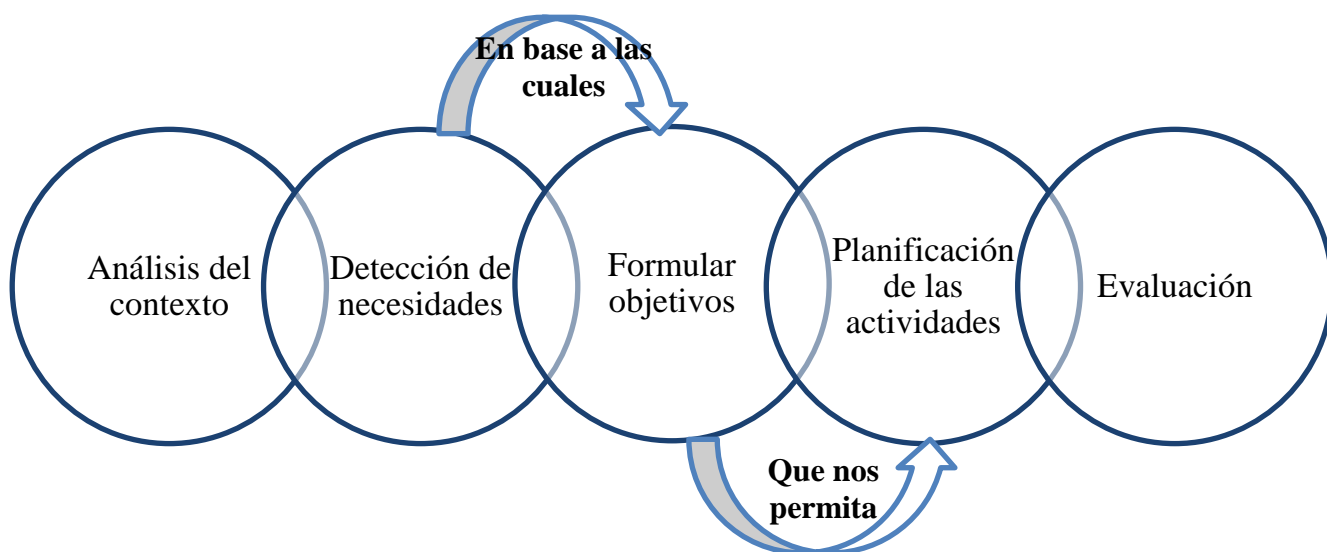 En base a las
cuales
Análisis del
contexto
Detección de
necesidades
Formular
objetivos
Planificación
de las
actividades
Evaluación
Que nos
permita